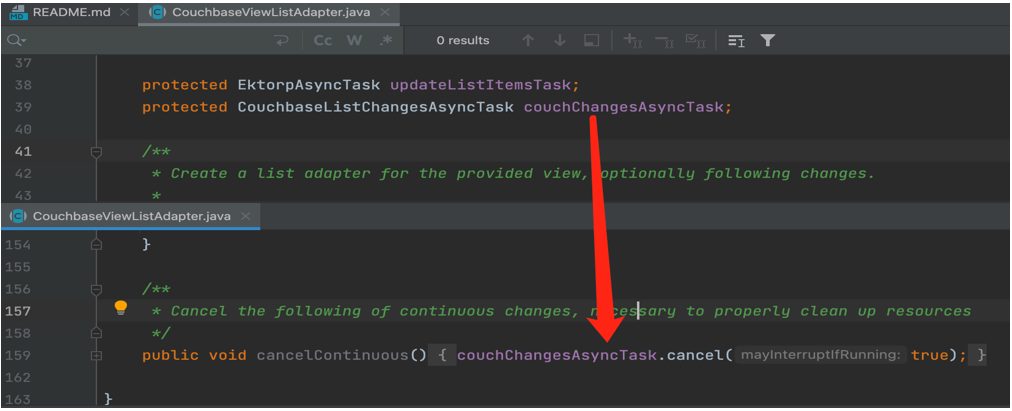 README.md CouchbaseViewListAdapter.java
Cc W .* 0 results
37
38 protected EktorpAsyncTask updateListItemsTask;
39 protected CouchbaseListChangesAsyncTask couchChangesAsyncTask;
40
41 /**
42 * Create a list adapter for the provided view, optionally following changes.
43 *
CouchbaseViewListAdapter.java
154 }
155
156 /**
157 * Cancel the following of continuous changes, necessary to properly clean up resources
158 */
159 public void cancelContinuous() { couchChangesAsyncTask.cancel( mayInterruptIfRunning: true); }
162
163 }